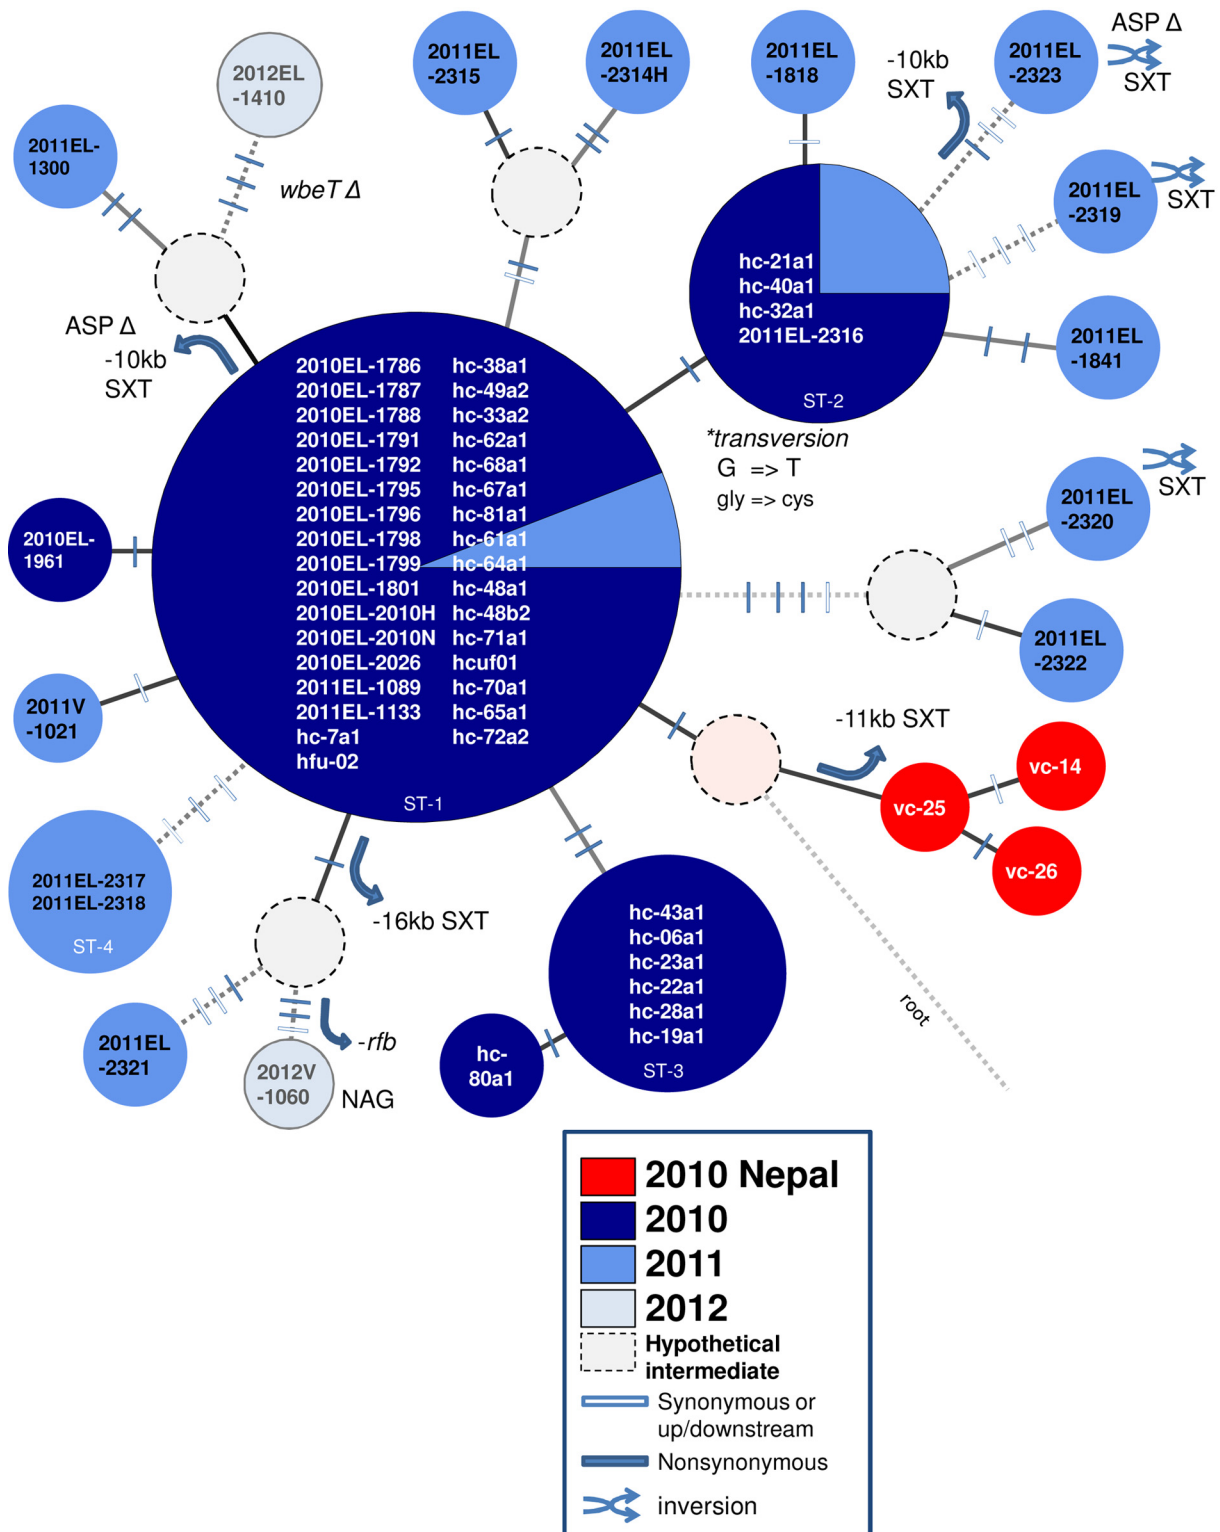 2012EL
-1410
2011EL-
1300
wbeT Δ
ASP Δ
-10kb
SXT
2011EL
-2315
2011EL
-2314H
2011EL
-1818
-10kb
SXT
2011EL
-2323
ASP Δ
SXT
2011EL
-2319
SXT
2011EL
-1841
hc-21a1
hc-40a1
hc-32a1
2011EL-2316
ST-2
*transversion
G => T
gly => cys
2011EL
-2320
SXT
2011EL
-2322
2010EL-1786 hc-38a1
2010EL-1787 hc-49a2
2010EL-1788 hc-33a2
2010EL-1791 hc-62a1
2010EL-1792 hc-68a1
2010EL-1795 hc-67a1
2010EL-1796 hc-81a1
2010EL-1798 hc-61a1
2010EL-1799 hc-64a1
2010EL-1801 hc-48a1
2010EL-2010H hc-48b2
2010EL-2010N hc-71a1
2010EL-2026 hcuf01
2011EL-1089 hc-70a1
2011EL-1133 hc-65a1
hc-7a1 hc-72a2
hfu-02
ST-1
2010EL-
1961
2011V
-1021
2011EL-2317
2011EL-2318
ST-4
-16kb SXT
2011EL
-2321
-rfb
2012V
-1060
NAG
-11kb SXT
vc-14
vc-25
vc-26
root
hc-43a1
hc-06a1
hc-23a1
hc-22a1
hc-28a1
hc-19a1
ST-3
hc-
80a1
2010 Nepal
2010
2011
2012
Hypothetical
intermediate
Synonymous or
up/downstream
Nonsynonymous
inversion